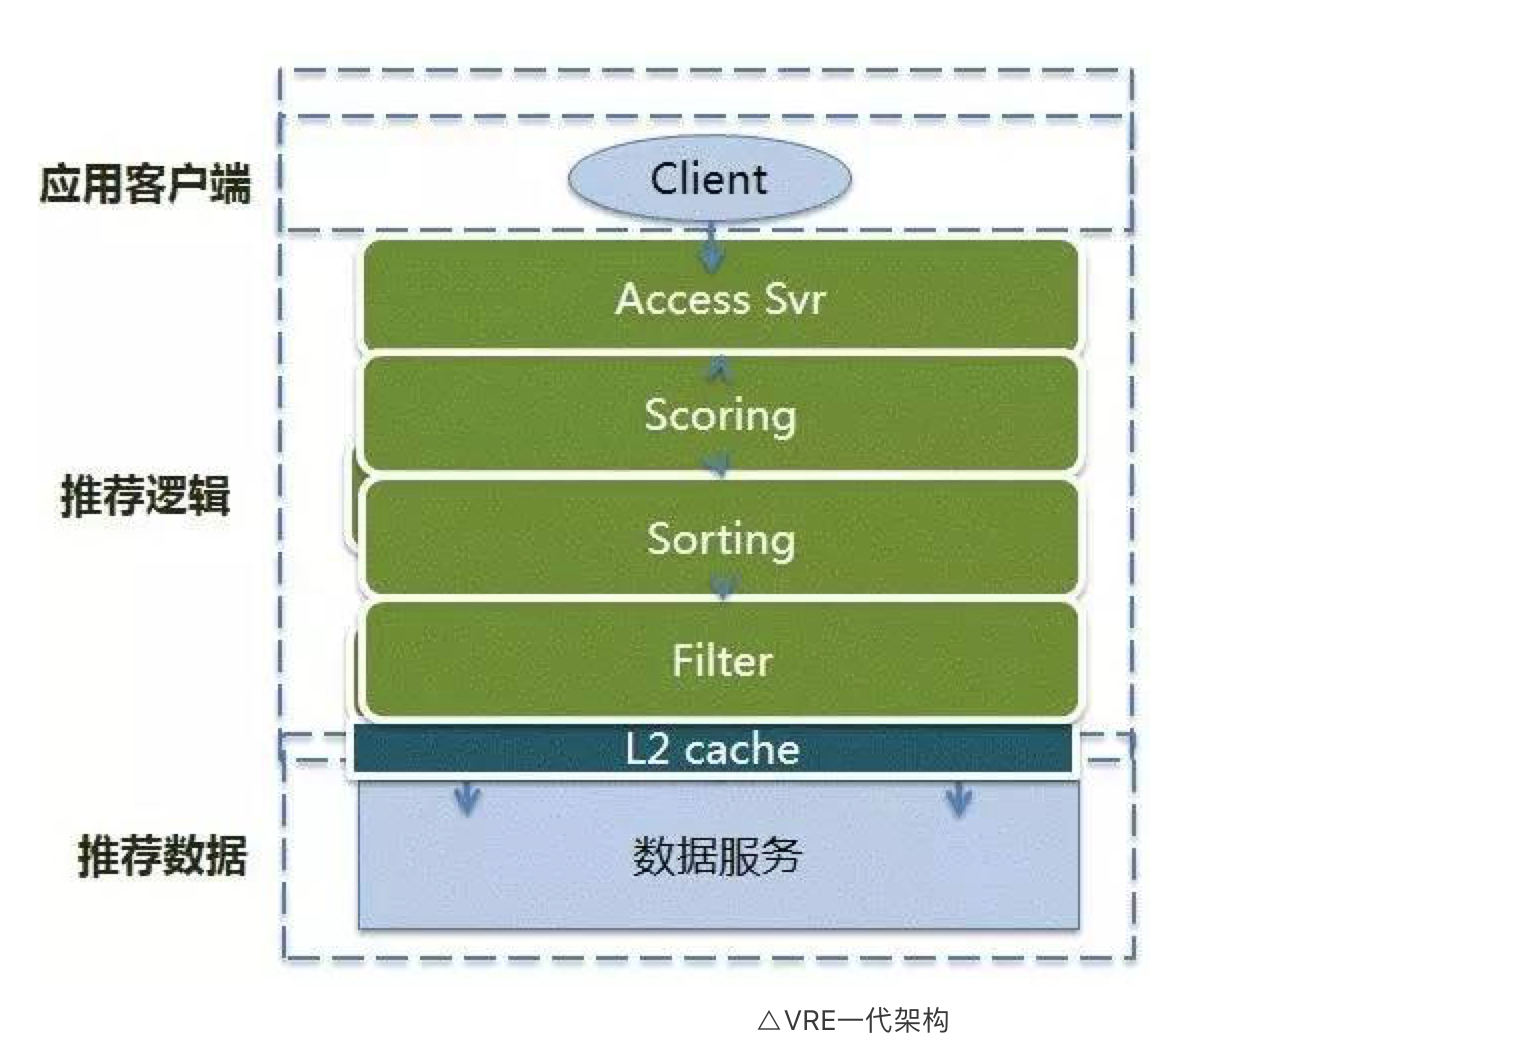 应用客户端
Client
Access Svr
Scoring
推荐逻辑
Sorting
Filter
L2 cache
推荐数据
数据服务
△VRE一代架构